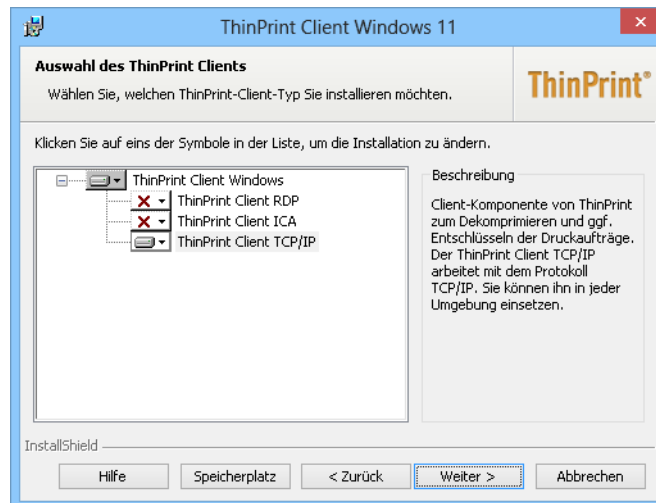 ThinPrint Client Windows 11
Auswahl des ThinPrint Clients
Wählen Sie, welchen ThinPrint-Client-Typ Sie installieren möchten.
ThinPrint®
Klicken Sie auf eins der Symbole in der Liste, um die Installation zu ändern.
ThinPrint Client Windows
ThinPrint Client RDP
ThinPrint Client ICA
ThinPrint Client TCP/IP
Beschreibung
Client-Komponente von ThinPrint
zum Dekomprimieren und ggf.
Entschlüsseln der Druckaufträge.
Der ThinPrint Client TCP/IP
arbeitet mit dem Protokoll
TCP/IP. Sie können ihn in jeder
Umgebung einsetzen.
InstallShield
Hilfe
Speicherplatz
< Zurück
Weiter >
Abbrechen